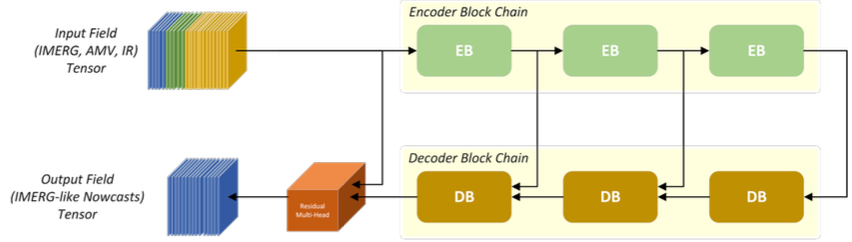 Input Field
(IMERG, AMV, IR)
Tensor
Encoder Block Chain
EB
EB
EB
Output Field
(IMERG-like Nowcasts)
Tensor
Residual
Multi-Head
Decoder Block Chain
DB
DB
DB